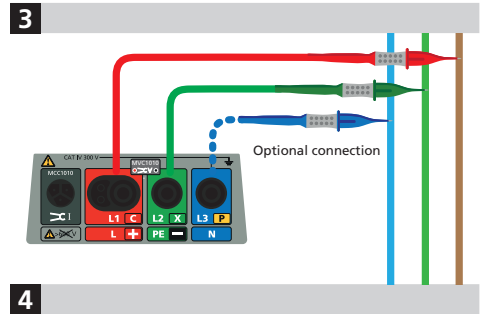 3
Optional connection
CAT IV 300 V
MVC1010
V
MCC1010
L1 C
L2 X
L3 P
I
V
L +
PE −
N
4